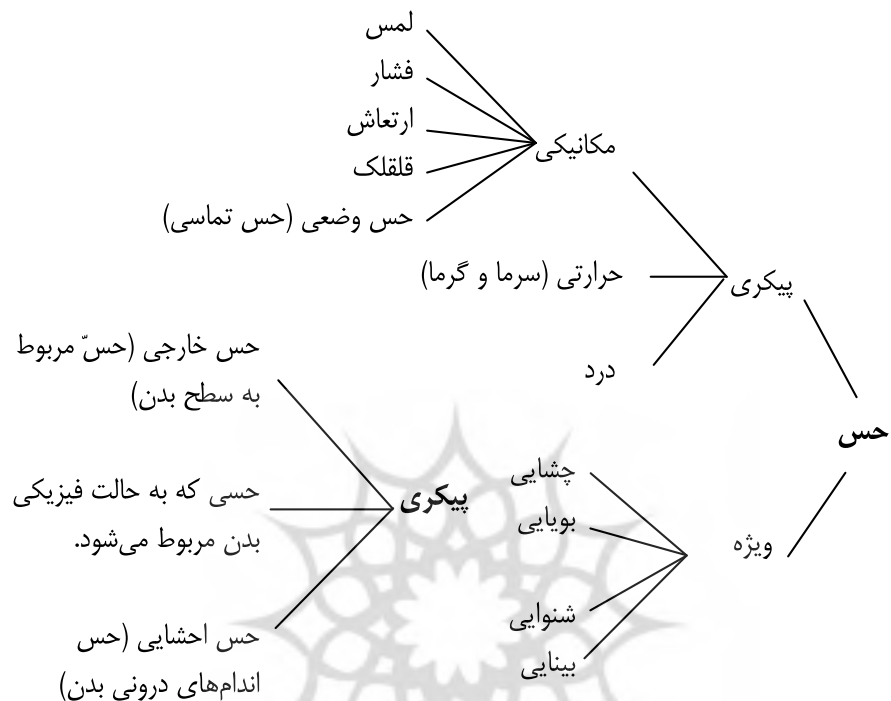 لمس
فشار
ارتعاش
مکانیکی
قلقلک
حس وضعی (حس تماسی)
حرارتی (سرما و گرما)
پیکری
درد
حس
چشایی
بویایی
ویژه
شنوایی
بینایی
حس خارجی (حسّ مربوط
به سطح بدن)
پیکری
حسی که به حالت فیزیکی
بدن مربوط می‌شود.
حس احشایی (حس
اندام‌های درونی بدن)